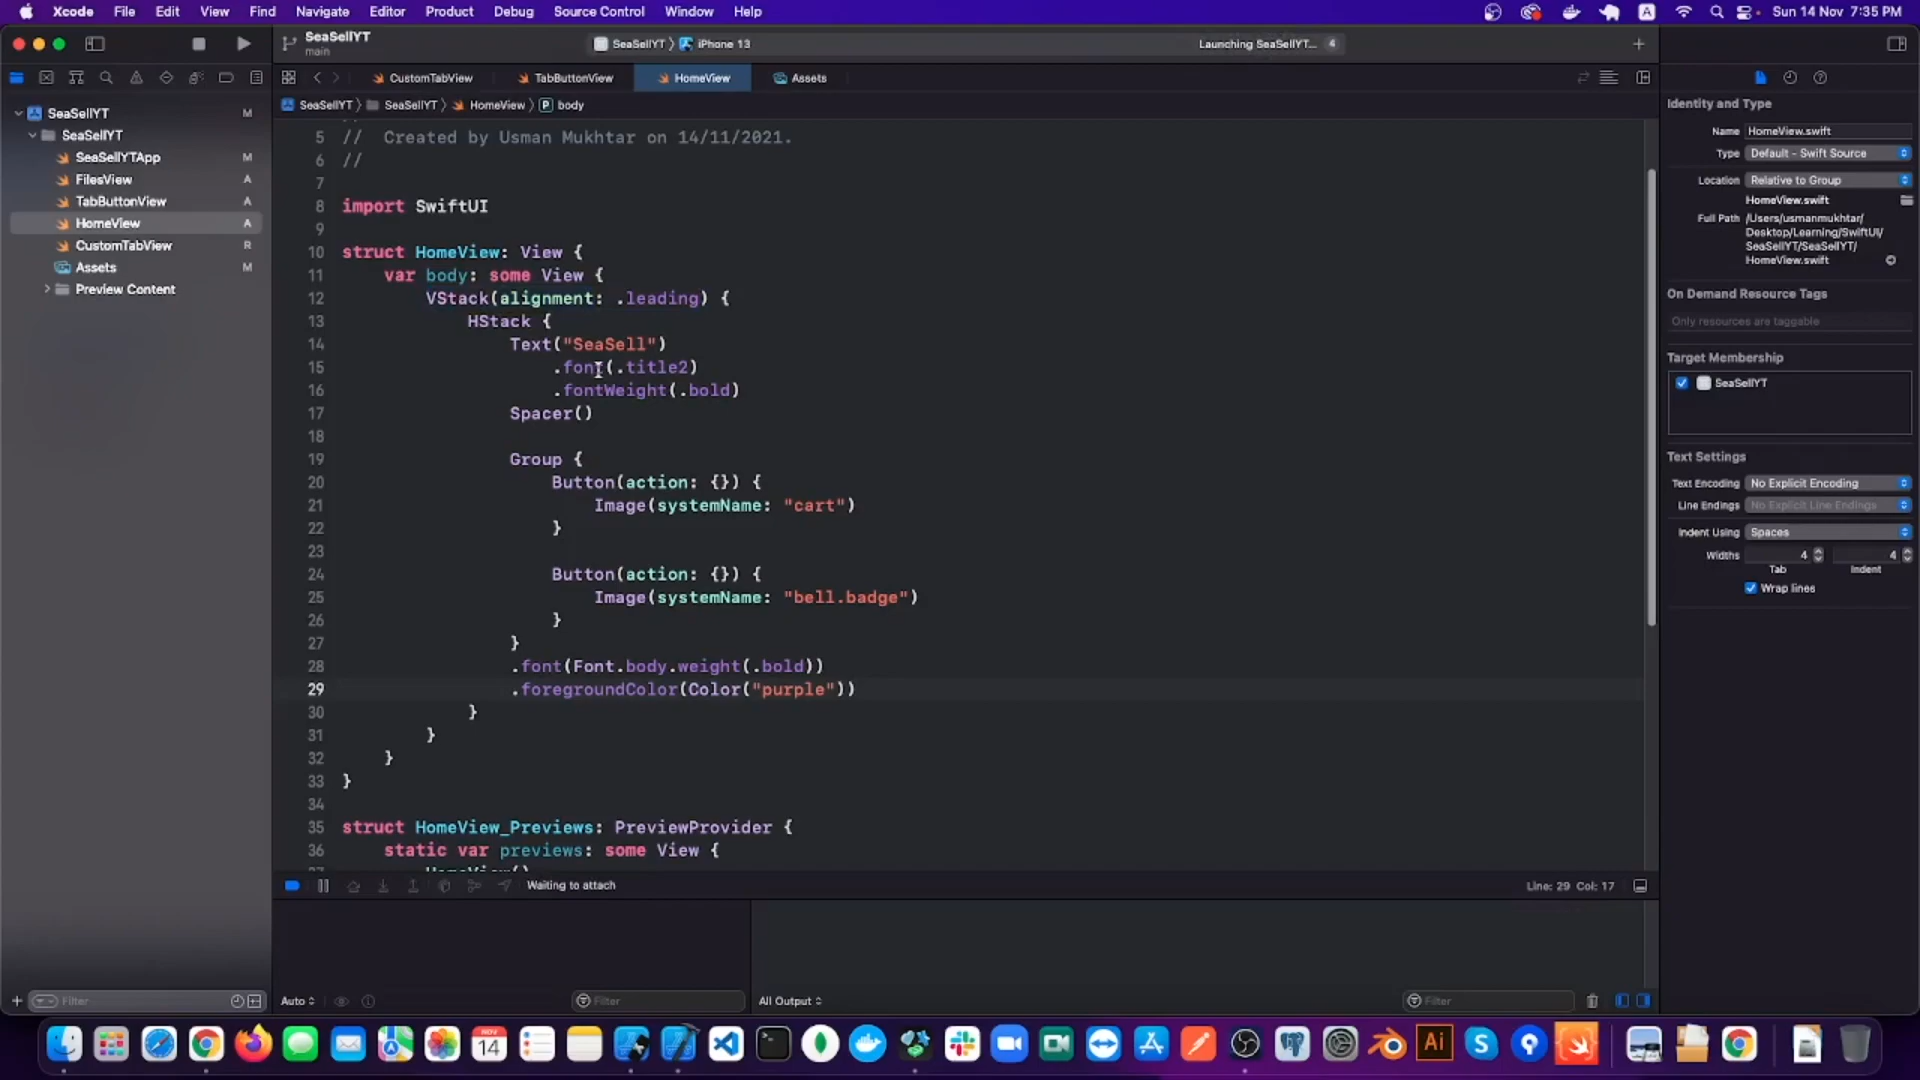 Xcode File Edit View Find Navigate Editor Product Debug Source Control Window Help
A
Sun 14 Nov 7:35 PM
SeaSellYT
main
SeaSellYT
iPhone 13
Launching SeaSellYT...
4
CustomTabView
TabButtonView
HomeView
Assets
SeaSellYT
SeaSellYT
HomeView
P body
SeaSellYT M
SeaSellYT
SeaSellYTApp M
FilesView A
TabButtonView A
HomeView A
CustomTabView R
Assets M
Preview Content
5 // Created by Usman Mukhtar on 14/11/2021.
6 //
7
8 import SwiftUI
9
10 struct HomeView: View {
11 var body: some View {
12 VStack(alignment: .leading) {
13 HStack {
14 Text("SeaSell")
15 .font(.title2)
16 .fontWeight(.bold)
17 Spacer()
18
19 Group {
20 Button(action: {}) {
21 Image(systemName: "cart")
22 }
23
24 Button(action: {}) {
25 Image(systemName: "bell.badge")
26 }
27 }
28 .font(Font.body.weight(.bold))
29 .foregroundColor(Color("purple"))
30 }
31 }
32 }
33 }
34
35 struct HomeView_Previews: PreviewProvider {
36 static var previews: some View {
37 HomeView()
Identity and Type
Name HomeView.swift
Type Default - Swift Source
Location Relative to Group
HomeView.swift
Full Path /Users/usmanmukhtar/
Desktop/Learning/SwiftUI/
SeaSellYT/SeaSellYT/
HomeView.swift
On Demand Resource Tags
Only resources are taggable
Target Membership
SeaSellYT
Text Settings
Text Encoding No Explicit Encoding
Line Endings No Explicit Line Endings
Indent Using Spaces
Widths 4 4
Tab Indent
Wrap lines
Waiting to attach
Line: 29 Col: 17
Filter
Auto
Filter
All Output
Filter
NOV
14
Ai
S